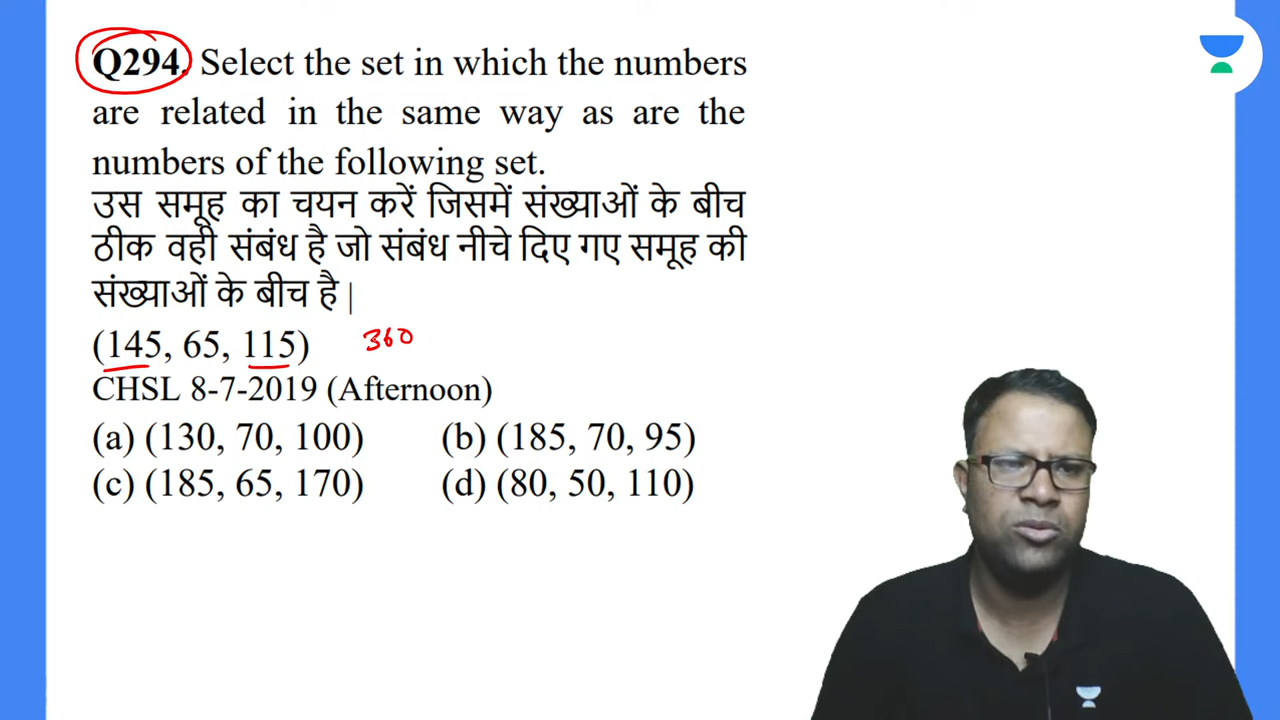 Q294. Select the set in which the numbers
are related in the same way as are the
numbers of the following set.
उस समूह का चयन करें जिसमें संख्याओं के बीच
ठीक वही संबंध है जो संबंध नीचे दिए गए समूह की
संख्याओं के बीच है|
(145, 65, 115) 360
CHSL 8-7-2019 (Afternoon)
(a) (130, 70, 100) (b) (185, 70, 95)
(c) (185, 65, 170) (d) (80, 50, 110)